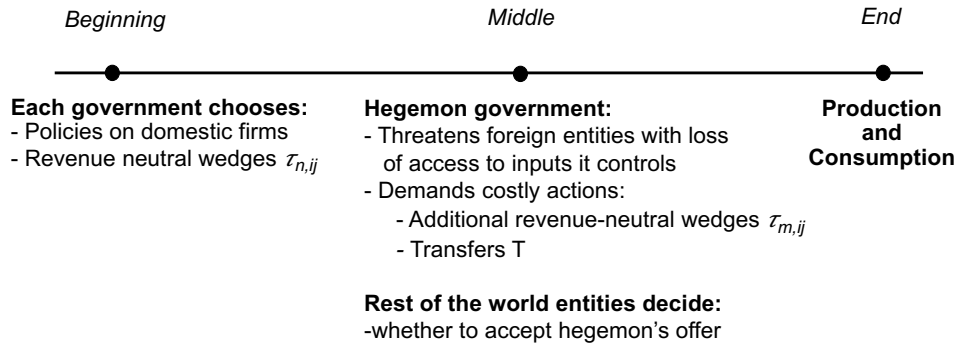 Beginning
Middle
End
Each government chooses:
- Policies on domestic firms
- Revenue neutral wedges τn,ij
Hegemon government:
- Threatens foreign entities with loss
of access to inputs it controls
- Demands costly actions:
- Additional revenue-neutral wedges τm,ij
- Transfers T
Rest of the world entities decide:
-whether to accept hegemon's offer
Production
and
Consumption